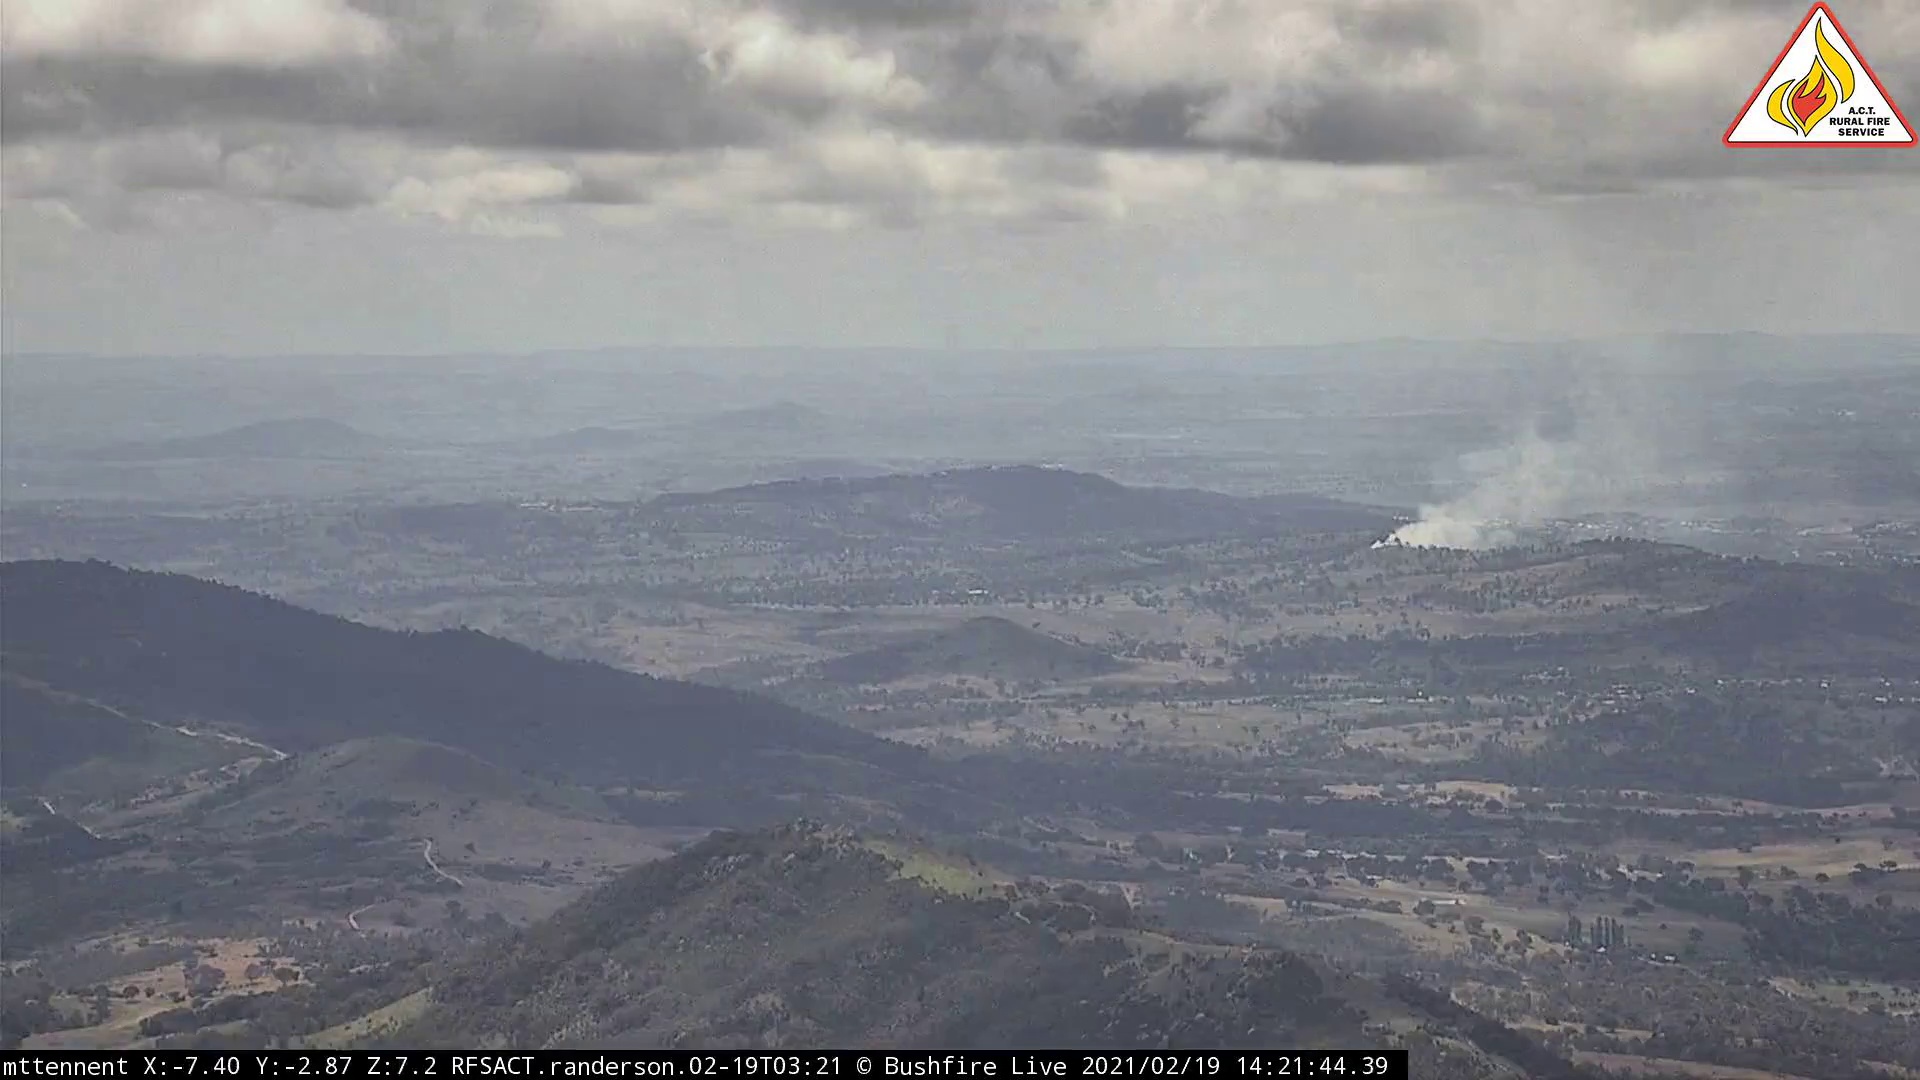 A.C.T.
RURAL FIRE
SERVICE
mttennent X:-7.40 Y:-2.87 Z:7.2 RFSACT.randerson.02-19T03:21 © Bushfire Live 2021/02/19 14:21:44.39